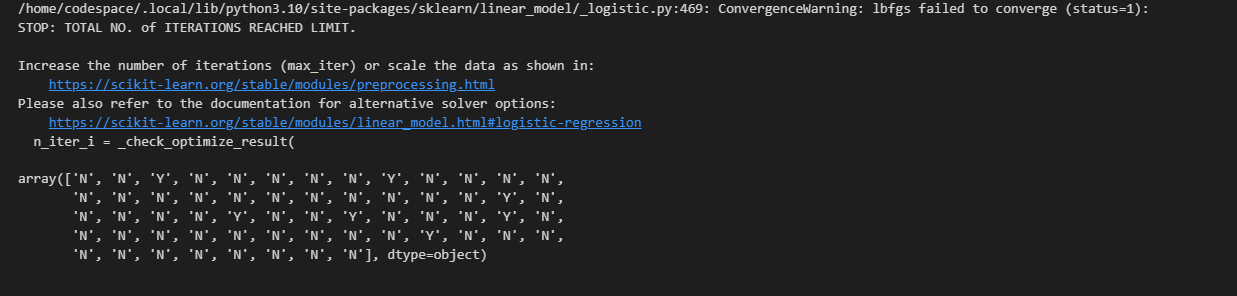 /home/codespace/.local/lib/python3.10/site-packages/sklearn/linear_model/_logistic.py:469: ConvergenceWarning: lbfgs failed to converge (status=1):
STOP: TOTAL NO. of ITERATIONS REACHED LIMIT.

Increase the number of iterations (max_iter) or scale the data as shown in:
    https://scikit-learn.org/stable/modules/preprocessing.html
Please also refer to the documentation for alternative solver options:
    https://scikit-learn.org/stable/modules/linear_model.html#logistic-regression
  n_iter_i = _check_optimize_result(

array(['N', 'N', 'Y', 'N', 'N', 'N', 'N', 'N', 'Y', 'N', 'N', 'N', 'N',
       'N', 'N', 'N', 'N', 'N', 'N', 'N', 'N', 'N', 'N', 'N', 'Y', 'N',
       'N', 'N', 'N', 'N', 'Y', 'N', 'N', 'Y', 'N', 'N', 'N', 'Y', 'N',
       'N', 'N', 'N', 'N', 'N', 'N', 'N', 'N', 'N', 'Y', 'N', 'N', 'N',
       'N', 'N', 'N', 'N', 'N', 'N', 'N', 'N'], dtype=object)